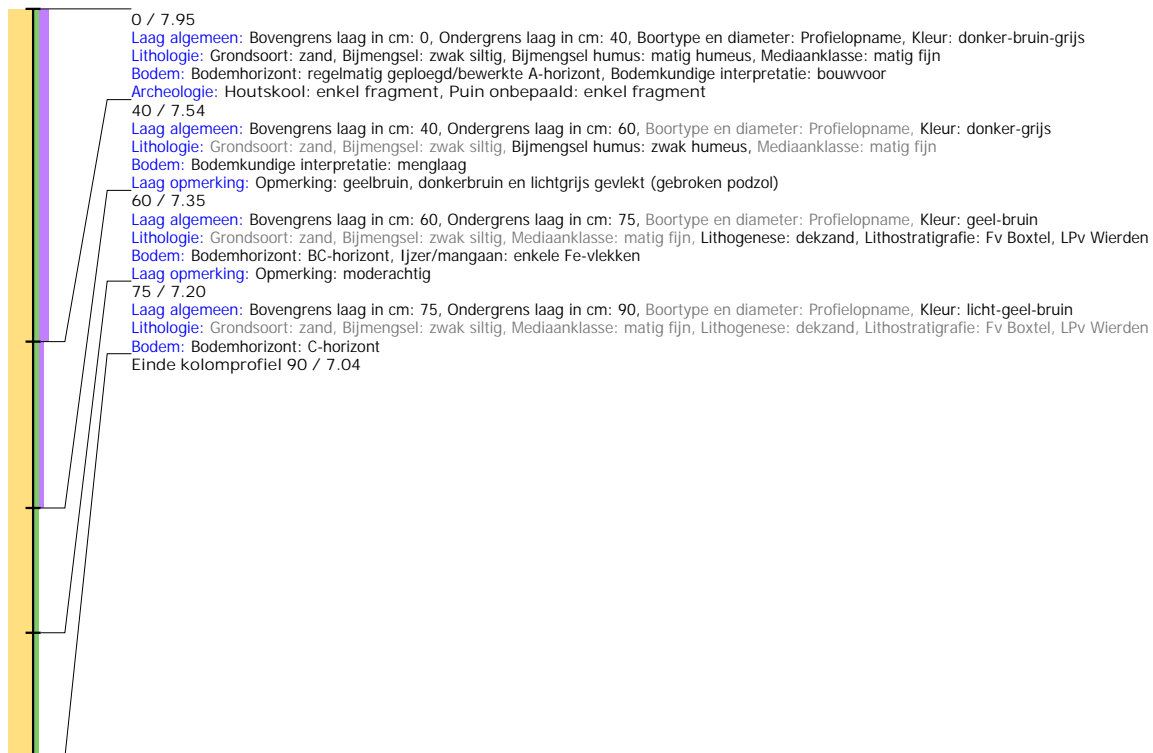 0 / 7.95
Laag algemeen: Bovengrens laag in cm: 0, Ondergrens laag in cm: 40, Boortype en diameter: Profielopname, Kleur: donker-bruin-grijs
Lithologie: Grondsoort: zand, Bijmengsel: zwak siltig, Bijmengsel humus: matig humeus, Mediaanklasse: matig fijn
Bodem: Bodemhorizont: regelmatig geploegd/bewerkte A-horizont, Bodemkundige interpretatie: bouwvoor
Archeologie: Houtskool: enkel fragment, Puin onbepaald: enkel fragment
40 / 7.54
Laag algemeen: Bovengrens laag in cm: 40, Ondergrens laag in cm: 60, Boortype en diameter: Profielopname, Kleur: donker-grijs
Lithologie: Grondsoort: zand, Bijmengsel: zwak siltig, Bijmengsel humus: zwak humeus, Mediaanklasse: matig fijn
Bodem: Bodemkundige interpretatie: menglaag
Laag opmerking: Opmerking: geelbruin, donkerbruin en lichtgrijs gevlekt (gebroken podzol)
60 / 7.35
Laag algemeen: Bovengrens laag in cm: 60, Ondergrens laag in cm: 75, Boortype en diameter: Profielopname, Kleur: geel-bruin
Lithologie: Grondsoort: zand, Bijmengsel: zwak siltig, Mediaanklasse: matig fijn, Lithogenese: dekzand, Lithostratigrafie: Fv Boxtel, LPv Wierden
Bodem: Bodemhorizont: BC-horizont, Ijzer/mangaan: enkele Fe-vlekken
Laag opmerking: Opmerking: moderachtig
75 / 7.20
Laag algemeen: Bovengrens laag in cm: 75, Ondergrens laag in cm: 90, Boortype en diameter: Profielopname, Kleur: licht-geel-bruin
Lithologie: Grondsoort: zand, Bijmengsel: zwak siltig, Mediaanklasse: matig fijn, Lithogenese: dekzand, Lithostratigrafie: Fv Boxtel, LPv Wierden
Bodem: Bodemhorizont: C-horizont
Einde kolomprofiel 90 / 7.04